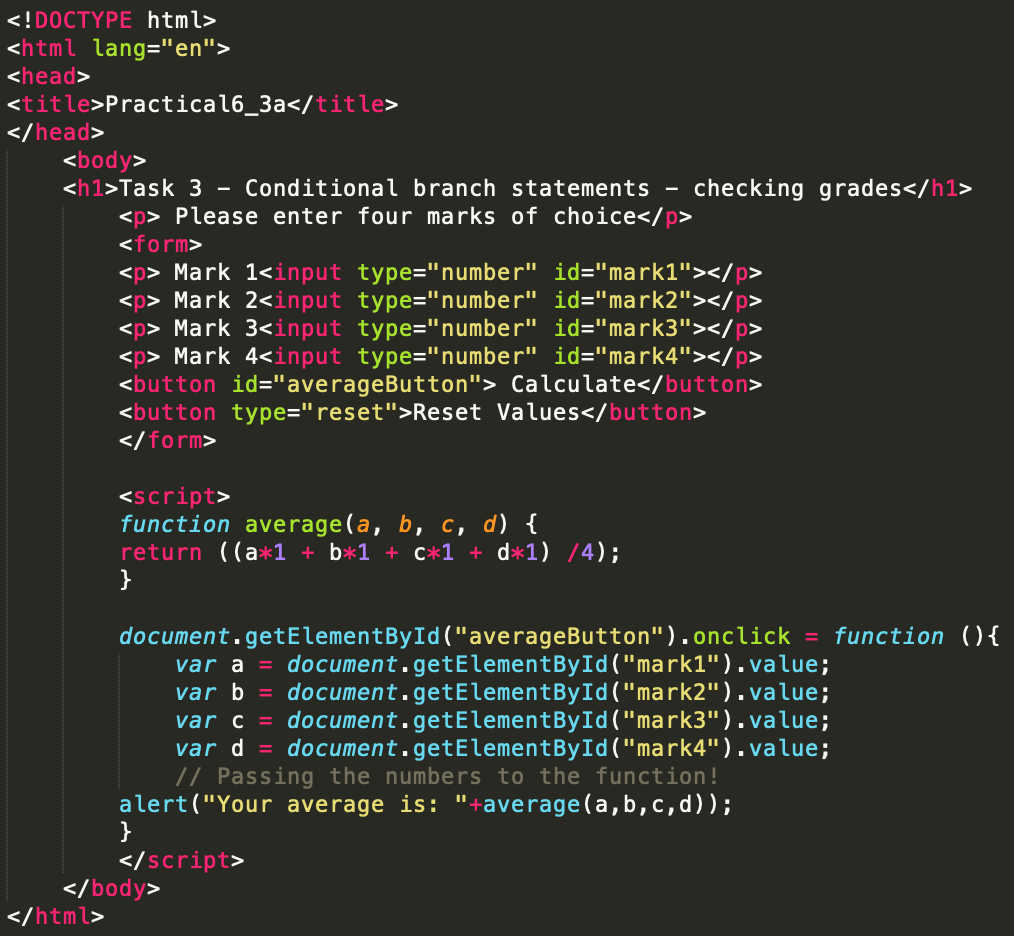 <!DOCTYPE html>
<html lang="en">
<head>
<title>Practical6_3a</title>
</head>
    <body>
    <h1>Task 3 - Conditional branch statements - checking grades</h1>
        <p> Please enter four marks of choice</p>
        <form>
        <p> Mark 1<input type="number" id="mark1"></p>
        <p> Mark 2<input type="number" id="mark2"></p>
        <p> Mark 3<input type="number" id="mark3"></p>
        <p> Mark 4<input type="number" id="mark4"></p>
        <button id="averageButton"> Calculate</button>
        <button type="reset">Reset Values</button>
        </form>

        <script>
        function average(a, b, c, d) {
        return ((a*1 + b*1 + c*1 + d*1) /4);
        }

        document.getElementById("averageButton").onclick = function (){
            var a = document.getElementById("mark1").value;
            var b = document.getElementById("mark2").value;
            var c = document.getElementById("mark3").value;
            var d = document.getElementById("mark4").value;
            // Passing the numbers to the function!
        alert("Your average is: "+average(a,b,c,d));
        }
        </script>
    </body>
</html>